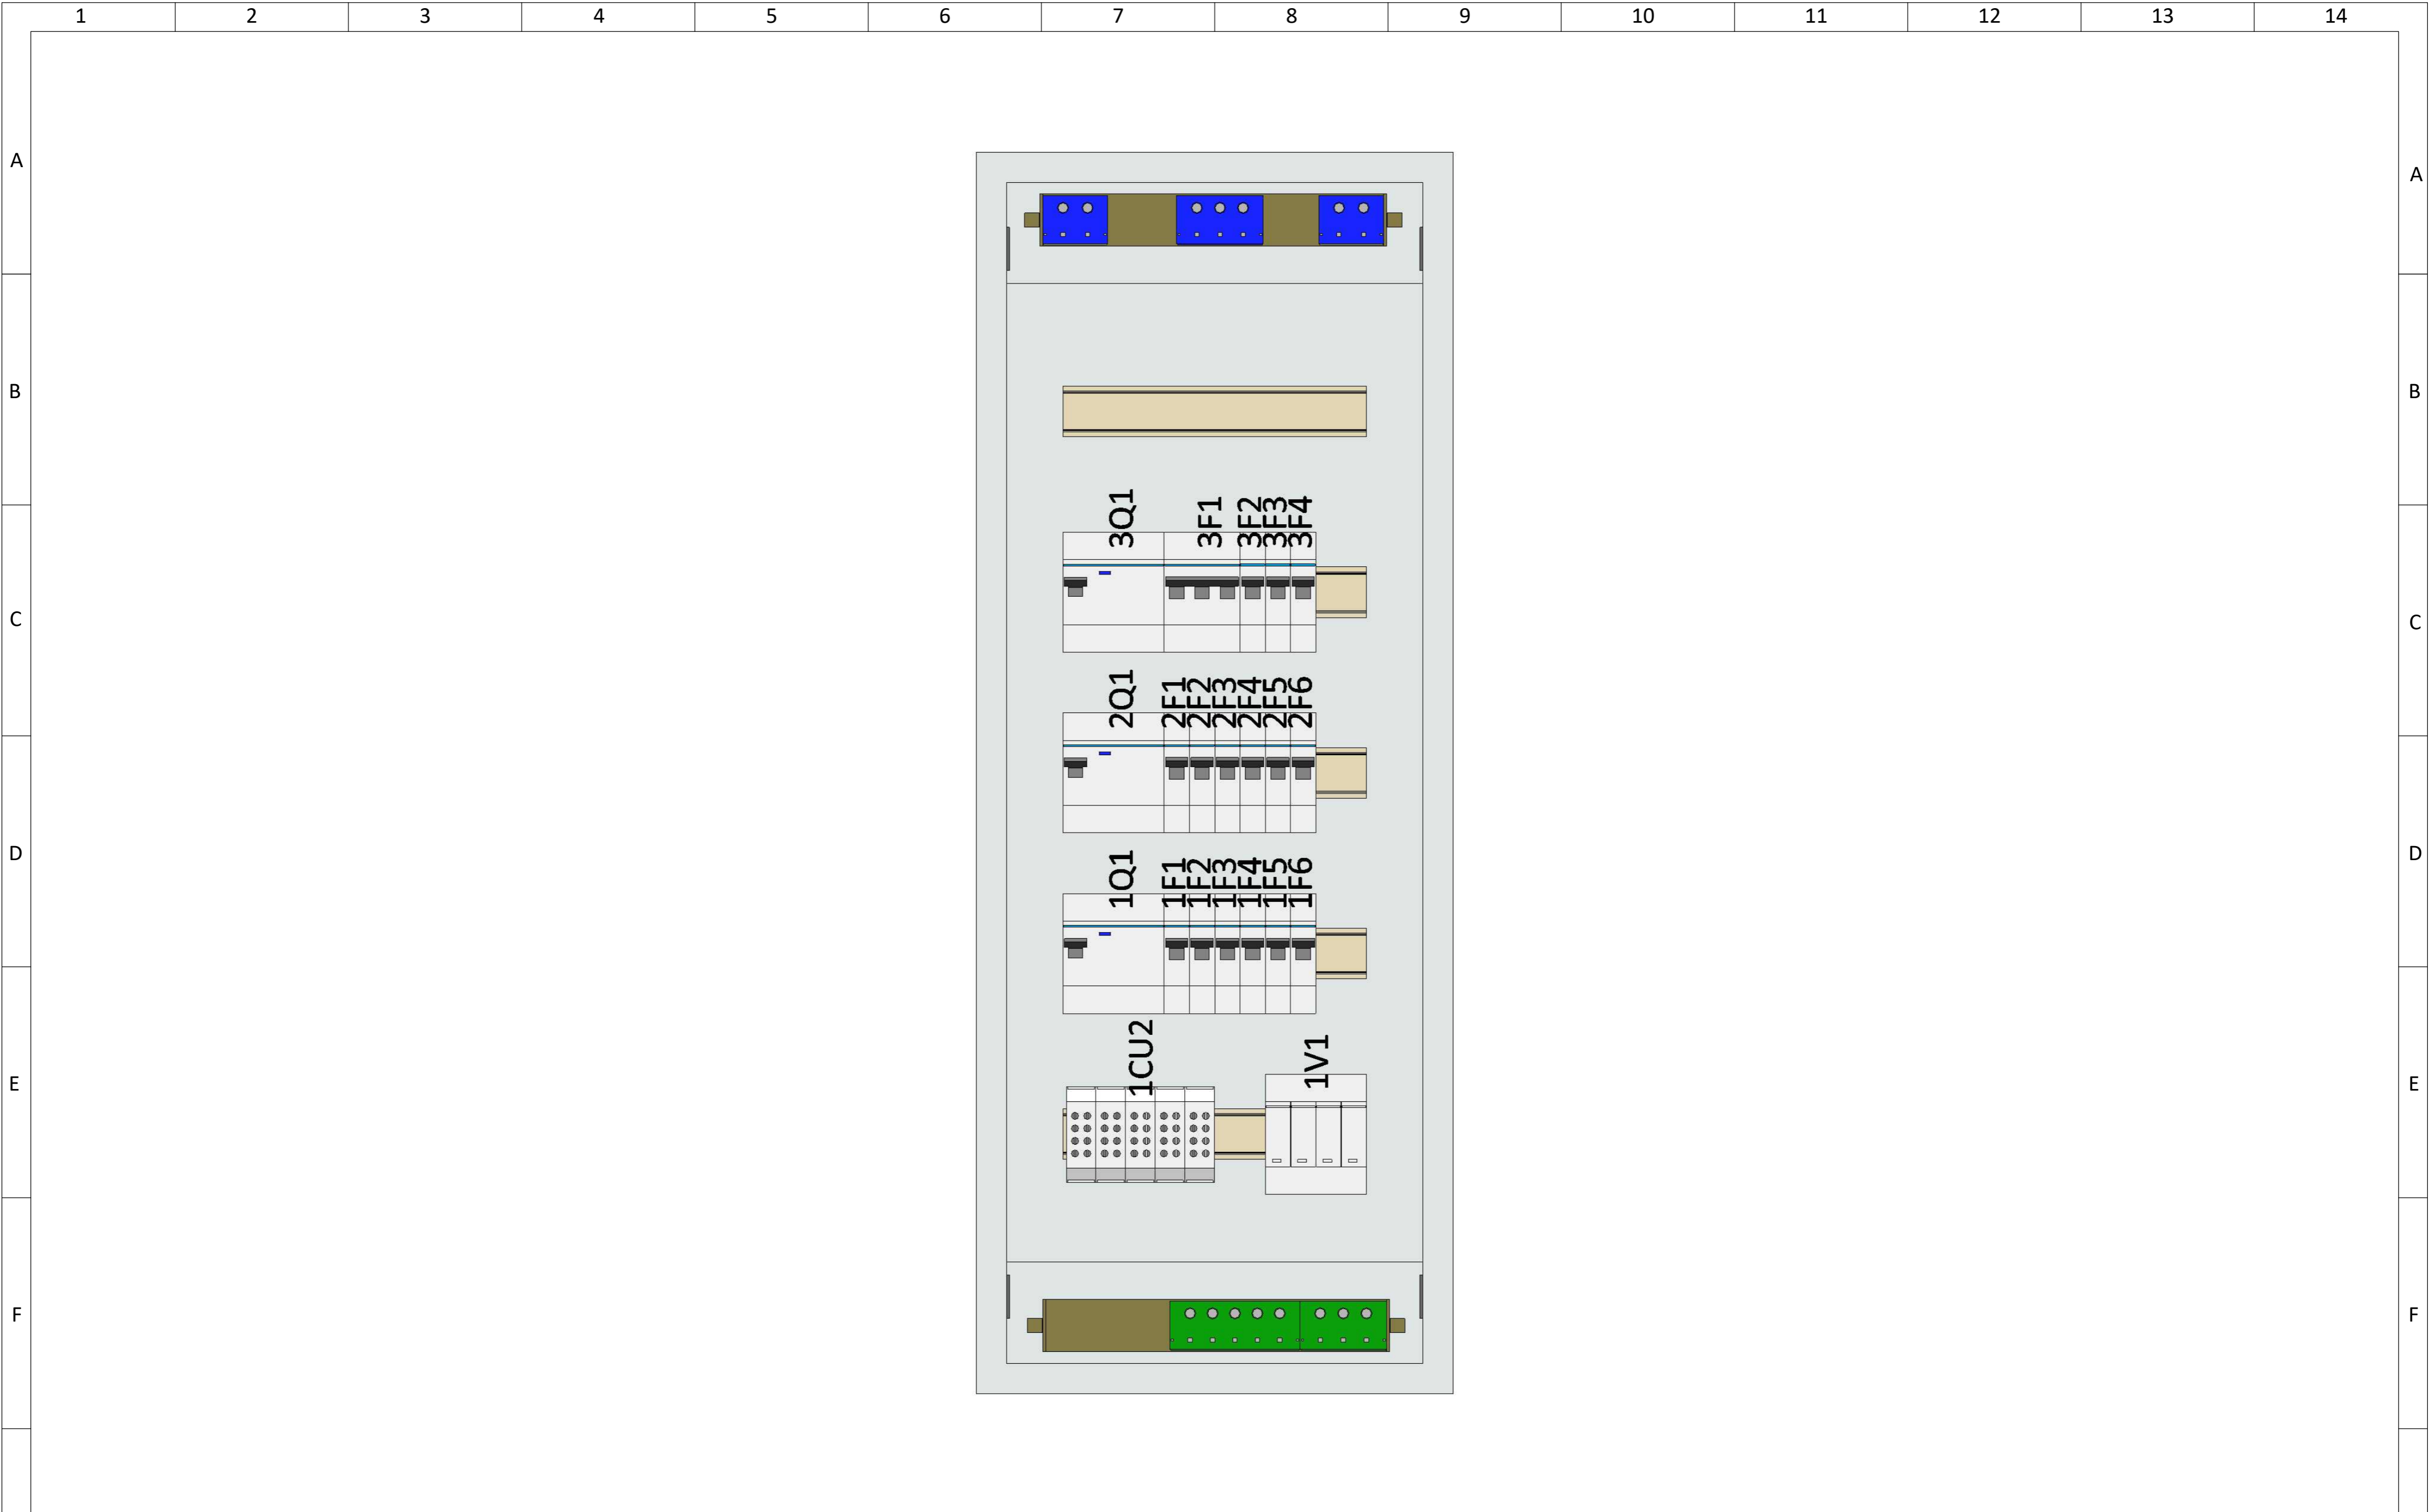 1 2 3 4 5 6 7 8 9 10 11 12 13 14
A A
B B
3Q1 3F1 3F2 3F3 3F4
C C
2Q1 2F1 2F2 2F3 2F4 2F5 2F6
D D
1Q1 1F1 1F2 1F3 1F4 1F5 1F6
1CU2 1V1
E E
F F